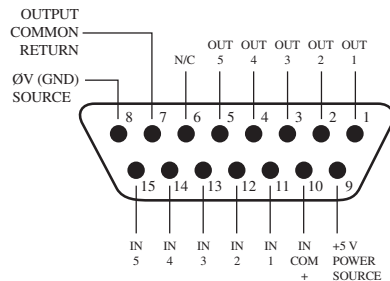 OUTPUT
COMMON
RETURN
ØV (GND)
SOURCE
N/C
OUT
5
OUT
4
OUT
3
OUT
2
OUT
1
8 7 6 5 4 3 2 1
15 14 13 12 11 10 9
IN
5
IN
4
IN
3
IN
2
IN
1
IN
COM
+
+5 V
POWER
SOURCE